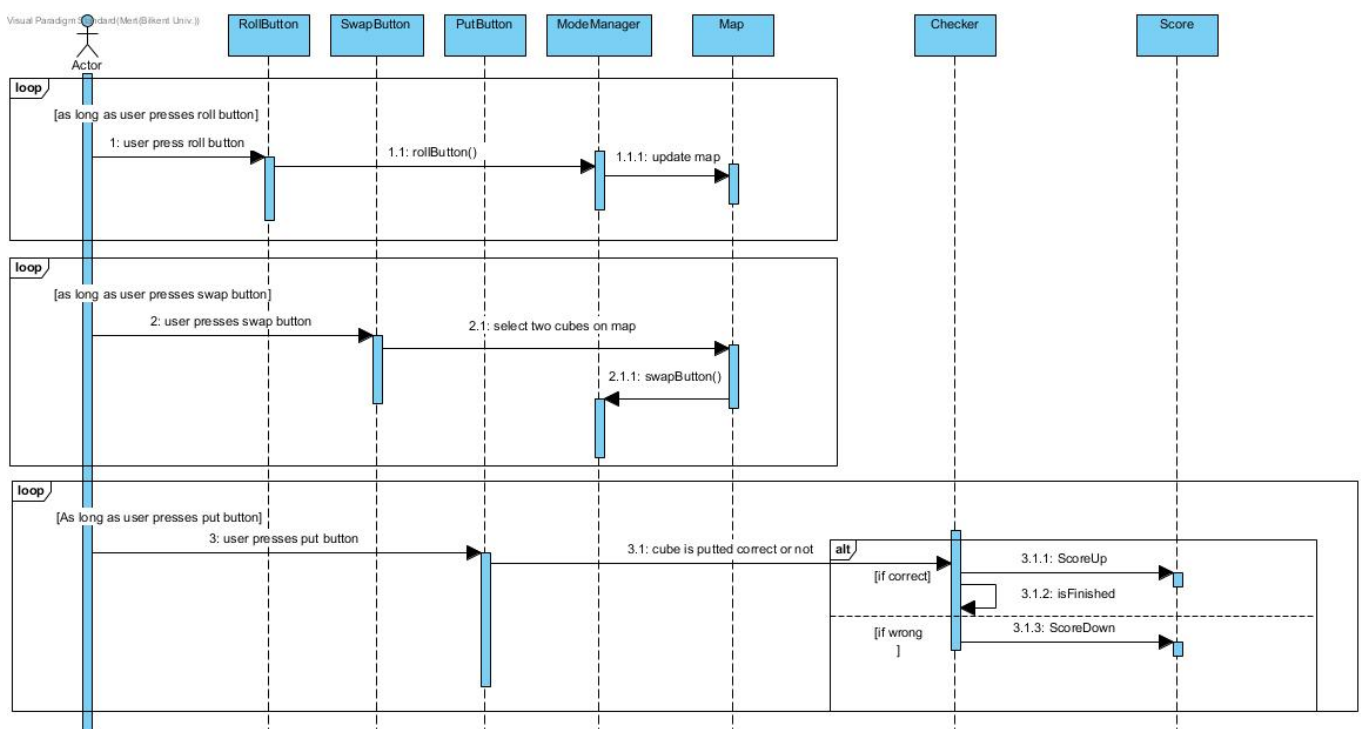 Visual Paradigm Standard(Mert(Bilkent Univ.))
Actor
RollButton
SwapButton
PutButton
ModeManager
Map
Checker
Score
loop
[as long as user presses roll button]
1: user press roll button
1.1: rollButton()
1.1.1: update map
loop
[as long as user presses swap button]
2: user presses swap button
2.1: select two cubes on map
2.1.1: swapButton()
loop
[As long as user presses put button]
3: user presses put button
3.1: cube is putted correct or not
alt
[if correct]
3.1.1: ScoreUp
3.1.2: isFinished
[if wrong
]
3.1.3: ScoreDown